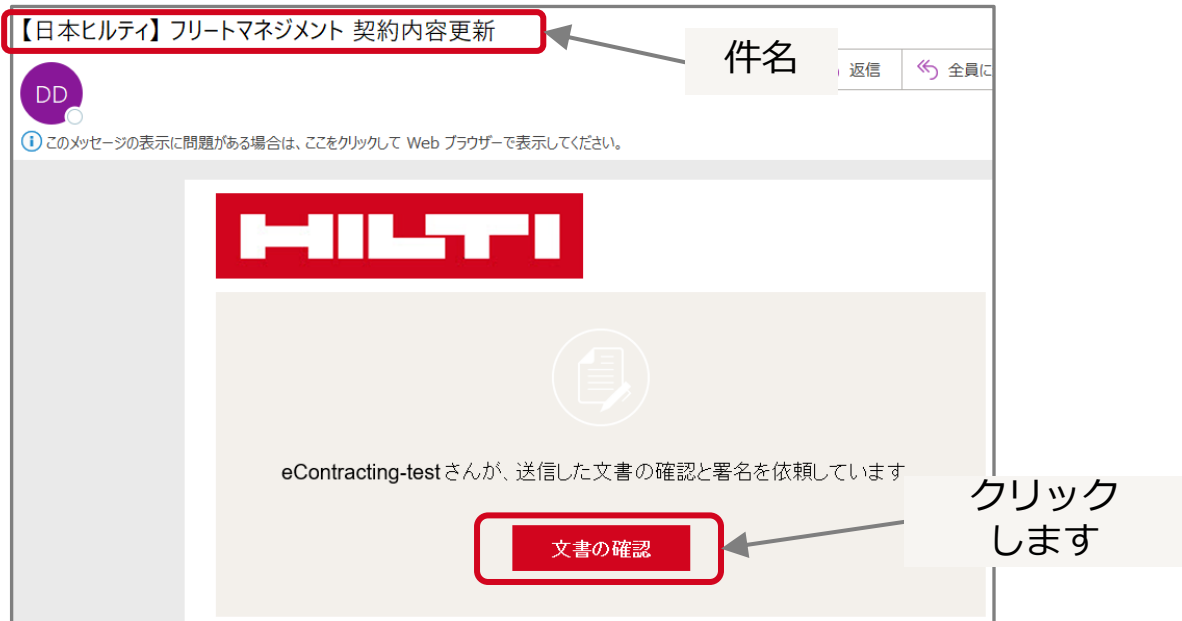 【日本ヒルティ】 フリートマネジメント 契約内容更新
件名
返信
全員に
DD
このメッセージの表示に問題がある場合は、ここをクリックして Web ブラウザーで表示してください。
HILTI
eContracting-testさんが、送信した文書の確認と署名を依頼しています
クリック
します
文書の確認